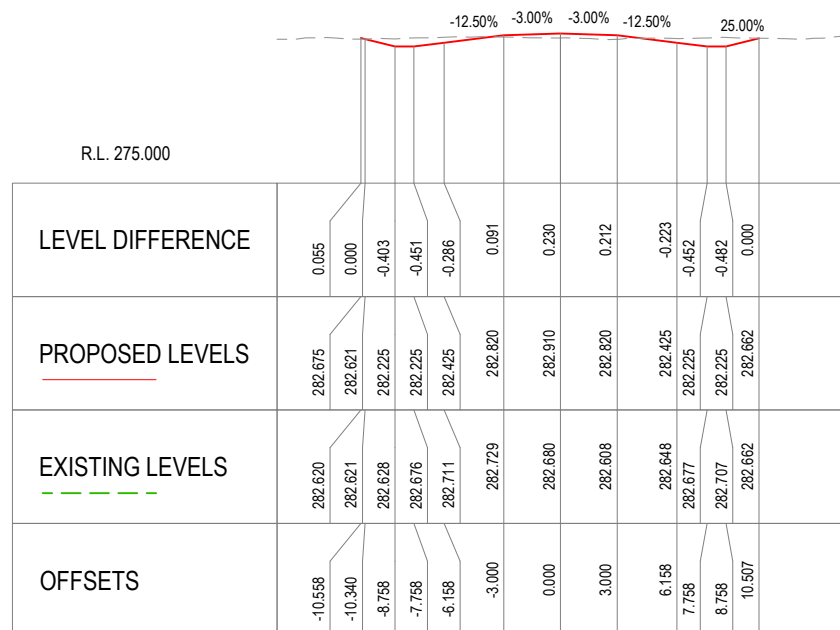 -12.50% -3.00% -3.00% -12.50% 25.00%
R.L. 275.000
LEVEL DIFFERENCE 0.055 0.000 -0.403 -0.451 -0.286 0.091 0.230 0.212 -0.223 -0.452 -0.482 0.000
PROPOSED LEVELS 282.675 282.621 282.225 282.225 282.425 282.820 282.910 282.820 282.425 282.225 282.225 282.662
EXISTING LEVELS 282.620 282.621 282.628 282.676 282.711 282.729 282.680 282.608 282.648 282.677 282.707 282.662
OFFSETS -10.558 -10.340 -8.758 -7.758 -6.158 -3.000 0.000 3.000 6.158 7.758 8.758 10.507